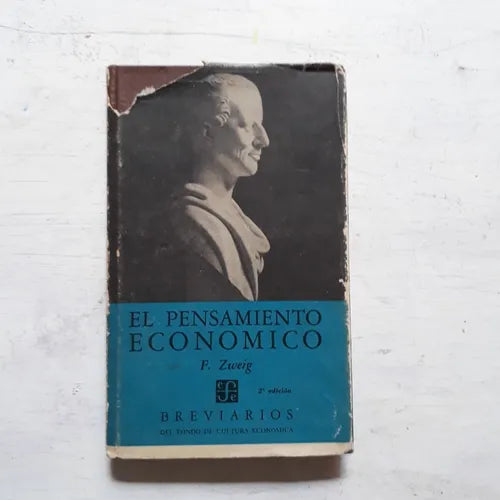 EL PENSAMIENTO
ECONOMICO
F. Zweig
2ª edición
BREVIARIOS
DEL FONDO DE CULTURA ECONOMICA